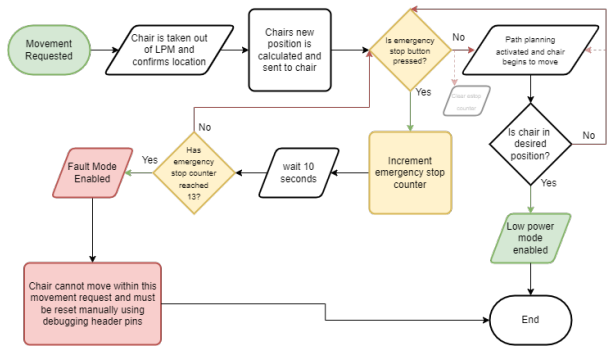 Movement
Requested
Chair is taken out
of LPM and
confirms location
Chairs new
position is
calculated and
sent to chair
Is emergency
stop button
pressed?
No
Path planning
activated and chair
begins to move
Clear estop
counter
Yes
No
Is chair in
desired
position?
No
Has
emergency
stop counter
reached
13?
Yes
Fault Mode
Enabled
wait 10
seconds
Increment
emergency stop
counter
Yes
Low power
mode
enabled
Chair cannot move within this
movement request and must
be reset manually using
debugging header pins
End